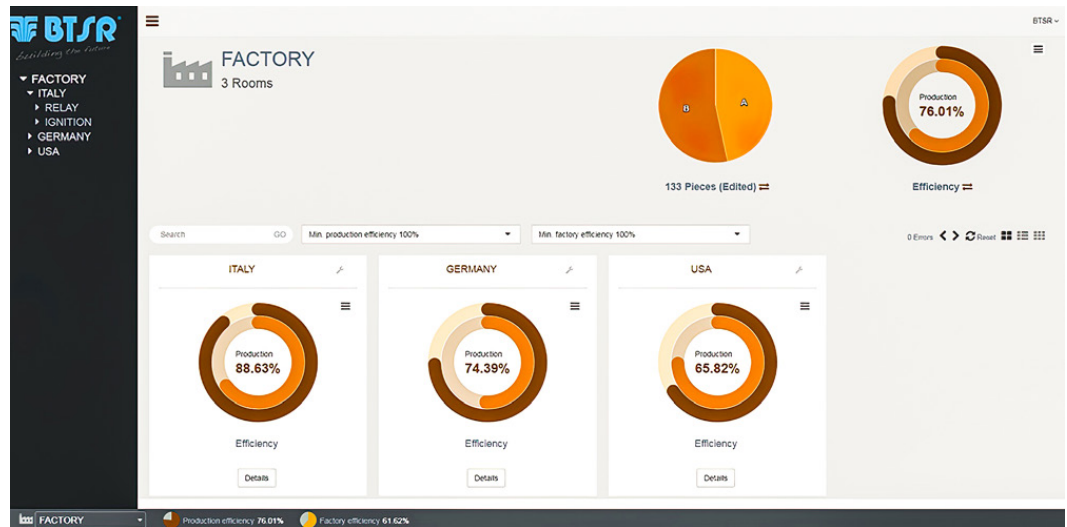 BTSR
building the future
BTSR
FACTORY
ITALY
RELAY
IGNITION
GERMANY
USA
FACTORY
3 Rooms
B
A
133 Pieces (Edited)
Production
76.01%
Efficiency
Search
GO
Min. production efficiency 100%
Min. factory efficiency 100%
0 Errors
Reset
ITALY
GERMANY
USA
Production
88.63%
Production
74.39%
Production
65.82%
Efficiency
Efficiency
Efficiency
Details
Details
Details
FACTORY
Production efficiency 76.01%
Factory efficiency 61.62%